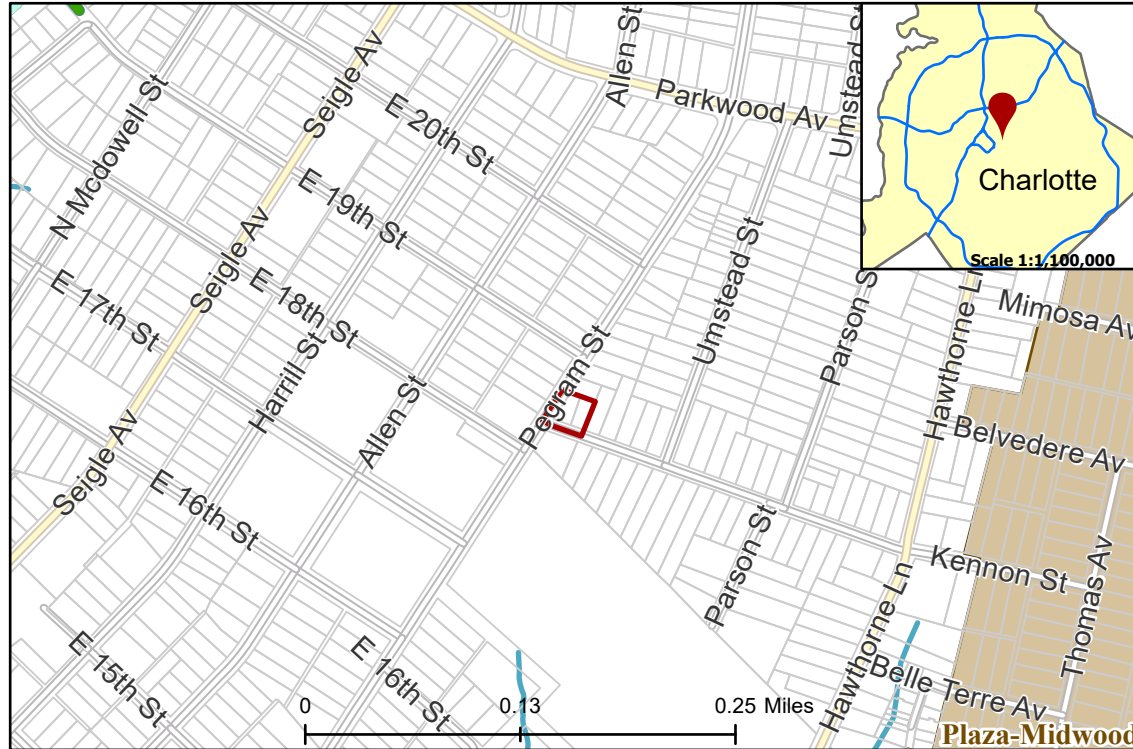 Allen St
Umstead St
Seigle Av
Parkwood Av
N Mcdowell St
E 20th St
E 19th St
Charlotte
Scale 1:1,100,000
Seigle Av
E 18th St
E 17th St
Umstead St
Parson S
Hawthorne Ln
Mimosa Av
Harrill St
Allen St
Pegram St
Belvedere Av
Seigle Av
E 16th St
Parson St
Kennon St
Thomas Av
Hawthorne Ln
E 15th St
E 16th St
Belle Terre Av
0 0.13 0.25 Miles
Plaza-Midwood